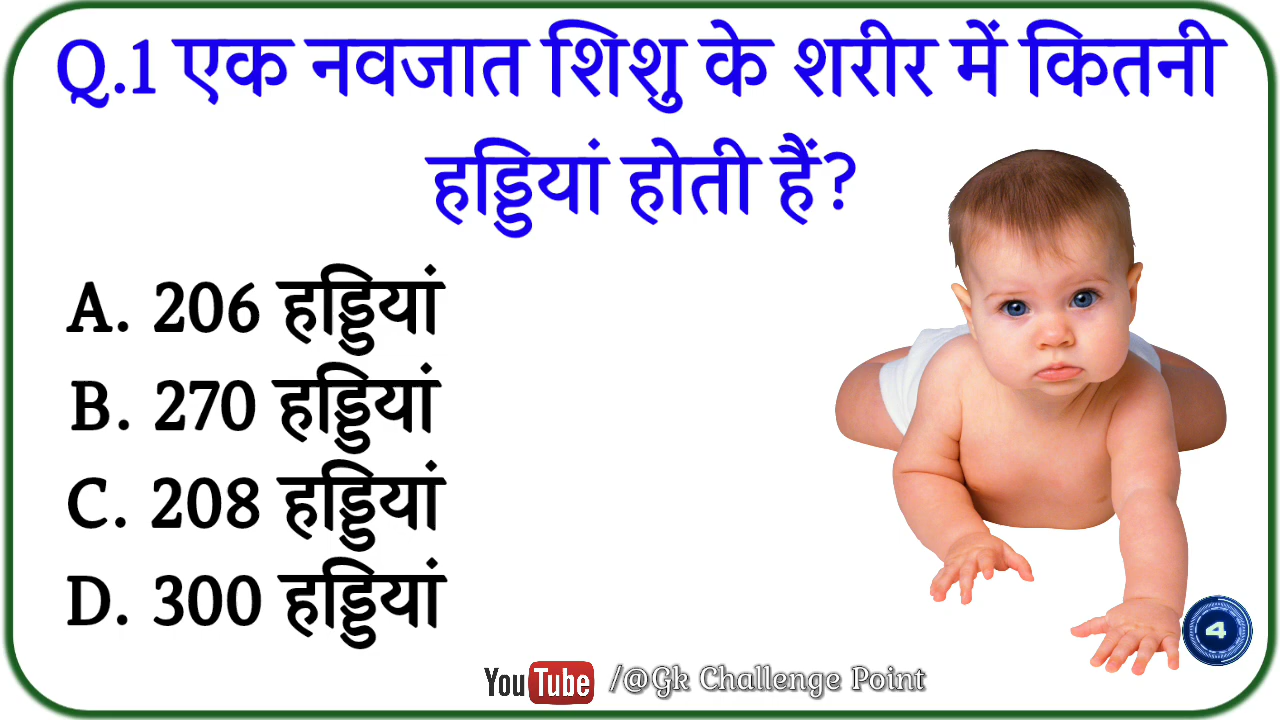 Q.1 एक नवजात शिशु के शरीर में कितनी
हड्डियां होती हैं?
A. 206 हड्डियां
B. 270 हड्डियां
C. 208 हड्डियां
D. 300 हड्डियां
4
YouTube /@Gk Challenge Point